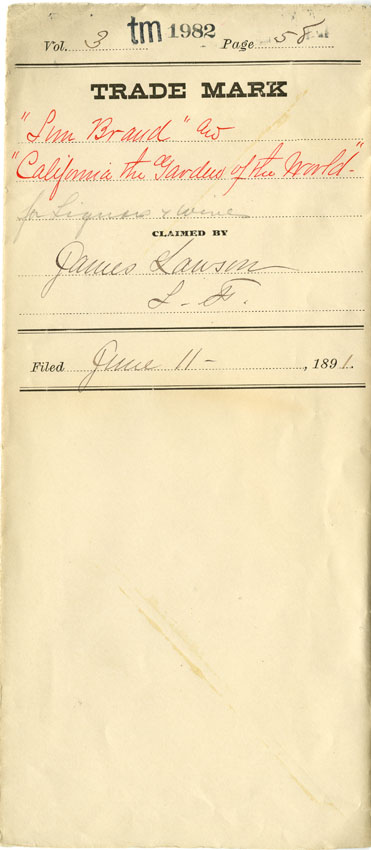 Vol. 3 tm 1982 Page 58
TRADE MARK
"Sun Brand" and
"California the Garden of the World"
for Liquors & Wine
CLAIMED BY
James Lawson
S. F.
Filed June 11 - , 1891.